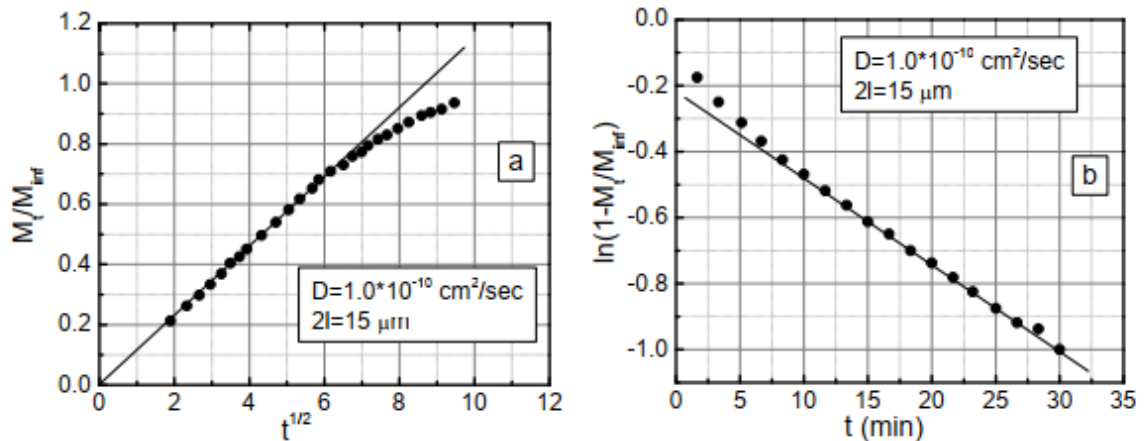 1.2
1.0
0.8
0.6
0.4
0.2
0.0
M_t/M_inf
0 2 4 6 8 10 12
t^1/2
a
D=1.0*10^-10 cm²/sec
2l=15 μm
0.0
-0.2
-0.4
-0.6
-0.8
-1.0
ln(1-M_t/M_inf)
0 5 10 15 20 25 30 35
t (min)
D=1.0*10^-10 cm²/sec
2l=15 μm
b